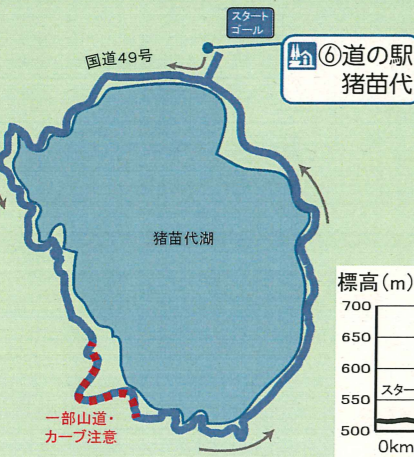 スタート
ゴール
国道49号
⑥道の駅
猪苗代
猪苗代湖
一部山道・
カーブ注意
標高(m)
700
650
600
550
500
スター
0km